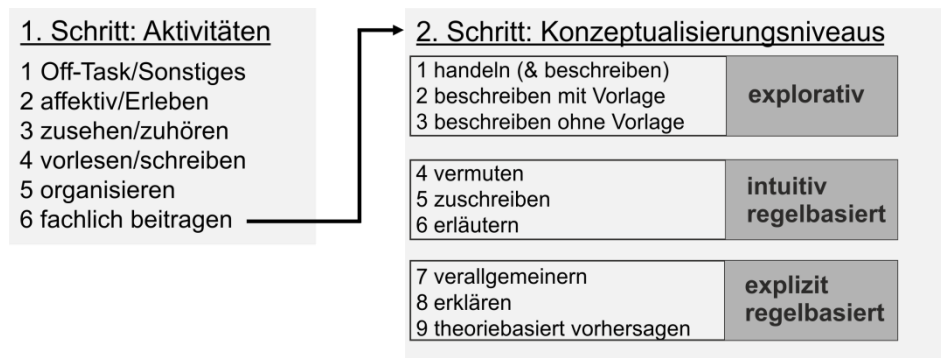 1. Schritt: Aktivitäten
1 Off-Task/Sonstiges
2 affektiv/Erleben
3 zusehen/zuhören
4 vorlesen/schreiben
5 organisieren
6 fachlich beitragen
2. Schritt: Konzeptualisierungsniveaus
1 handeln (& beschreiben)
2 beschreiben mit Vorlage
3 beschreiben ohne Vorlage
explorativ
4 vermuten
5 zuschreiben
6 erläutern
intuitiv
regelbasiert
7 verallgemeinern
8 erklären
9 theoriebasiert vorhersagen
explizit
regelbasiert